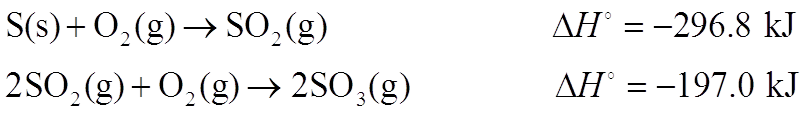 S(s) + O₂(g) → SO₂(g) ΔH° = −296.8 kJ
2SO₂(g) + O₂(g) → 2SO₃(g) ΔH° = −197.0 kJ